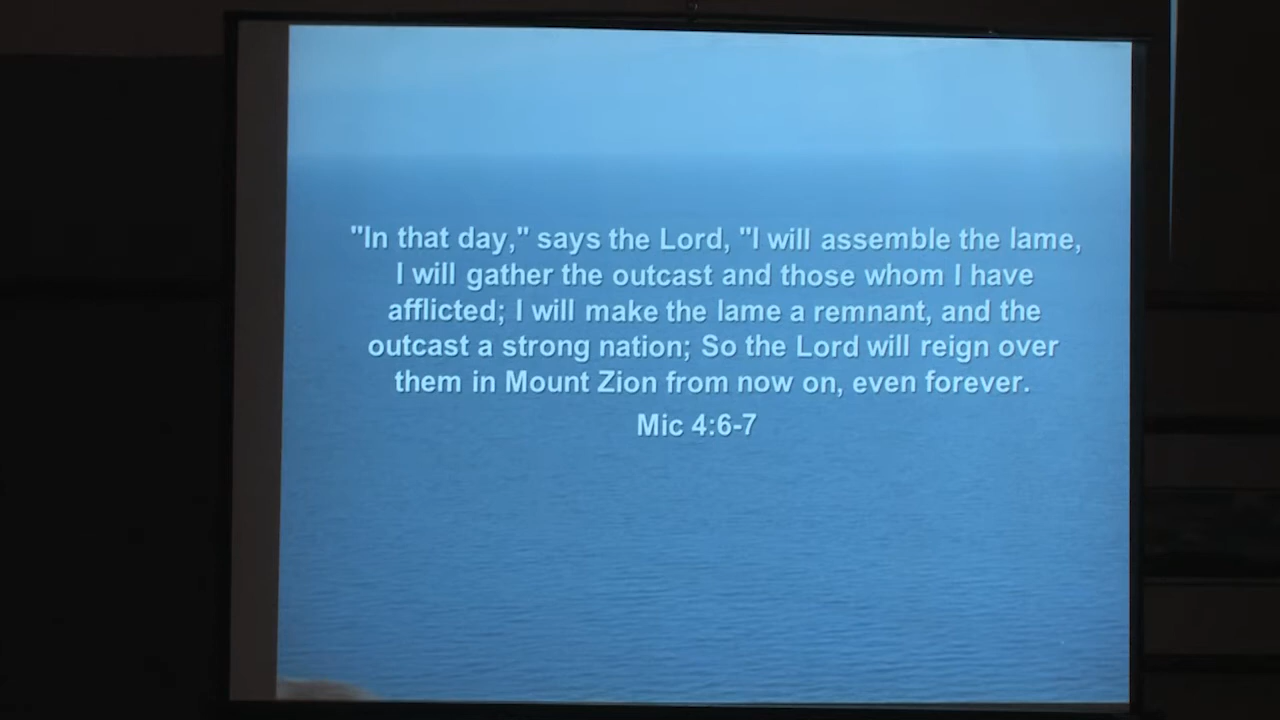 "In that day," says the Lord, "I will assemble the lame,
I will gather the outcast and those whom I have
afflicted; I will make the lame a remnant, and the
outcast a strong nation; So the Lord will reign over
them in Mount Zion from now on, even forever.
Mic 4:6-7